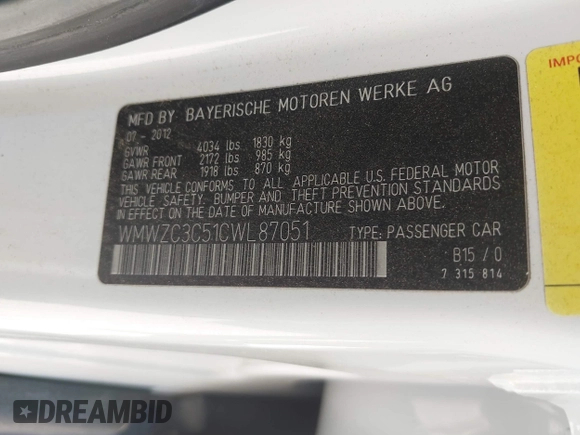 MFD BY BAYERISCHE MOTOREN WERKE AG
07 - 2012
GVWR 4034 lbs 1830 kg
GAWR FRONT 2172 lbs 985 kg
GAWR REAR 1918 lbs 870 kg
THIS VEHICLE CONFORMS TO ALL APPLICABLE U.S. FEDERAL MOTOR
VEHICLE SAFETY, BUMPER AND THEFT PREVENTION STANDARDS
IN EFFECT ON THE DATE OF MANUFACTURE SHOWN ABOVE.
WMWZC3C51CWL87051 TYPE: PASSENGER CAR
B15 / 0
7 315 814
DREAMBID